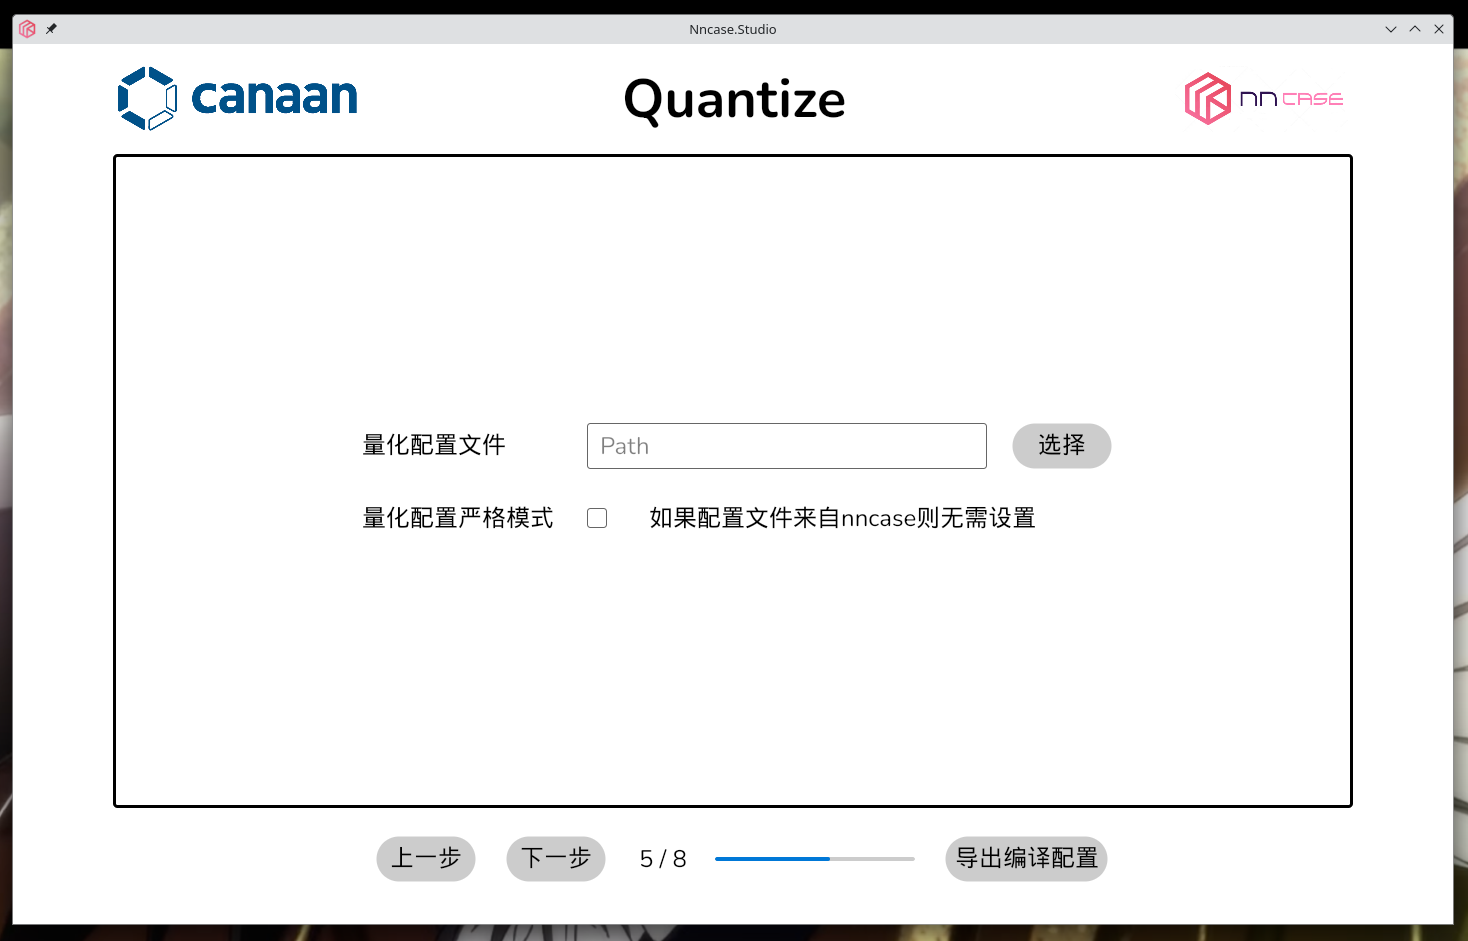 Nncase.Studio
canaan
Quantize
NN CASE
量化配置文件 Path 选择
量化配置严格模式 如果配置文件来自nncase则无需设置
上一步 下一步 5 / 8 导出编译配置